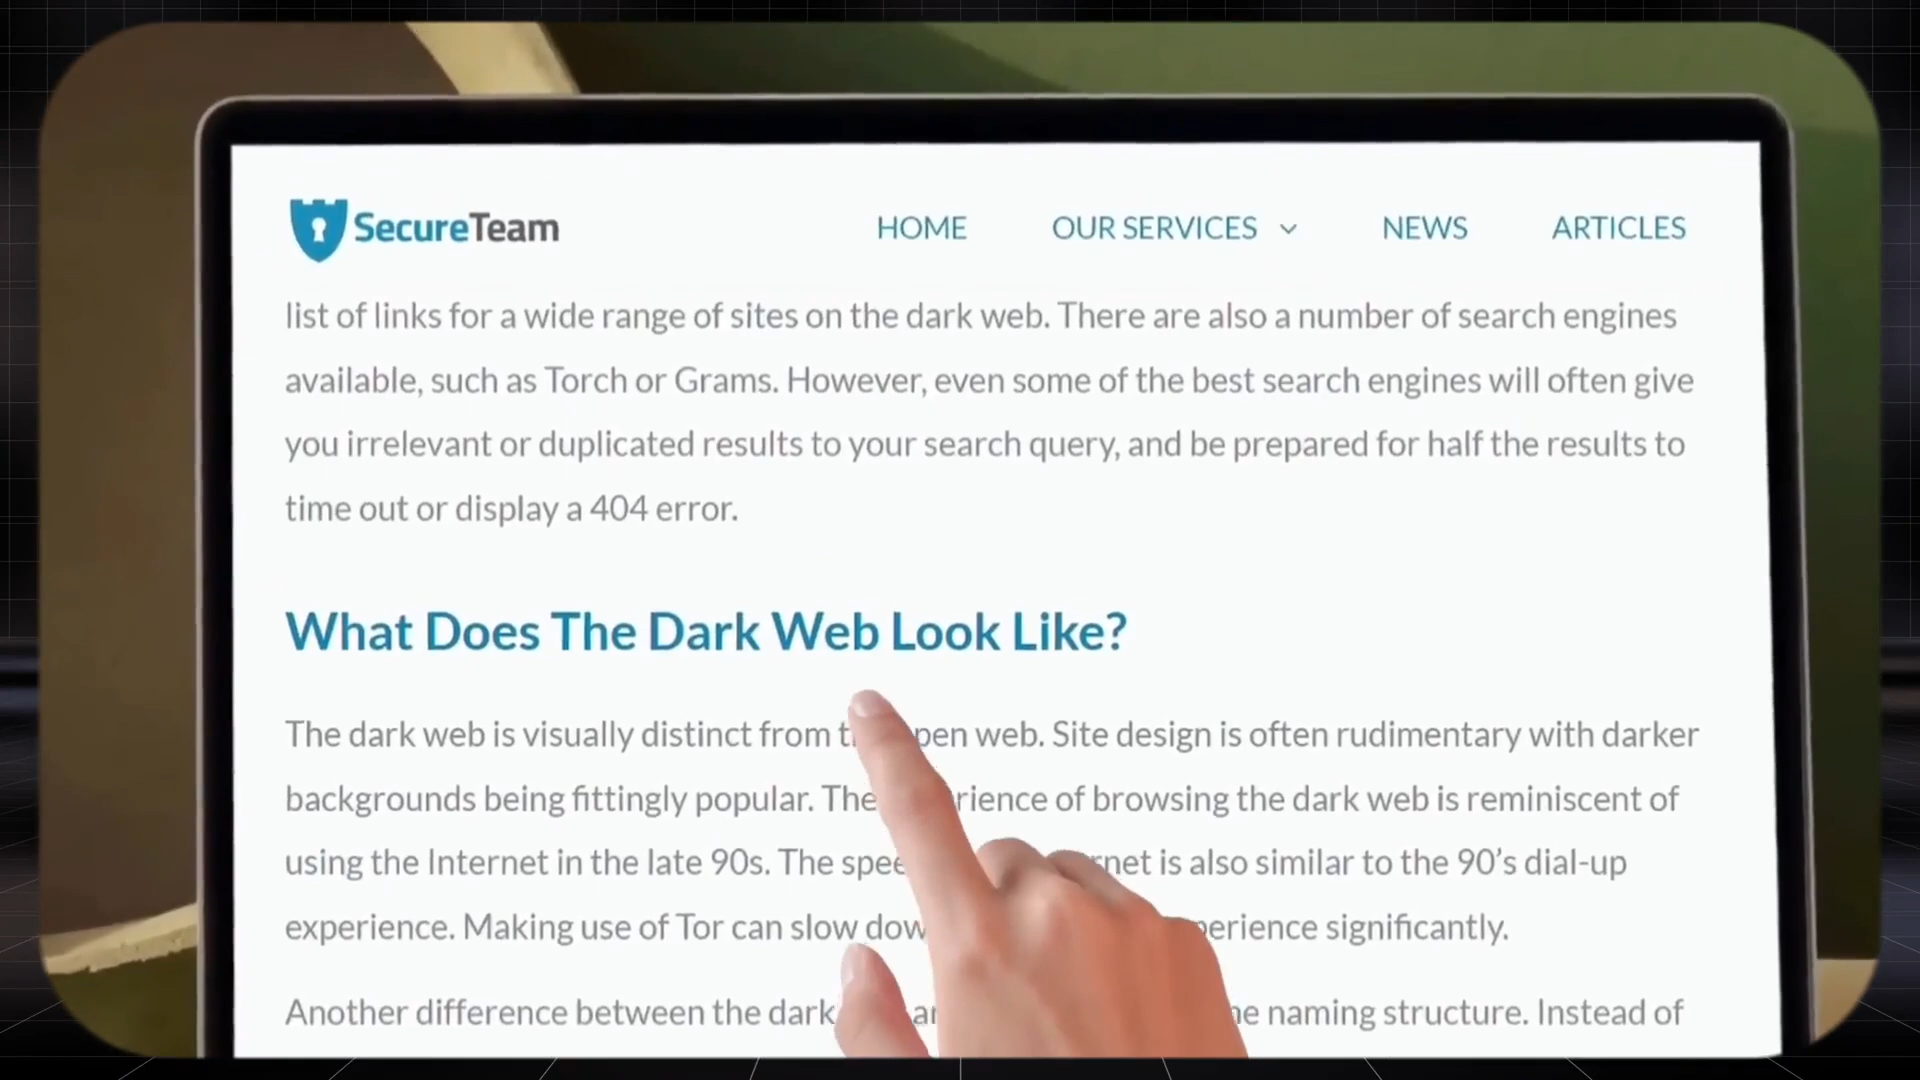 SecureTeam
HOME OUR SERVICES NEWS ARTICLES
list of links for a wide range of sites on the dark web. There are also a number of search engines
available, such as Torch or Grams. However, even some of the best search engines will often give
you irrelevant or duplicated results to your search query, and be prepared for half the results to
time out or display a 404 error.
What Does The Dark Web Look Like?
The dark web is visually distinct from web. Site design is often rudimentary with darker
backgrounds being fittingly popular. The of browsing the dark web is reminiscent of
using the Internet in the late 90s. The is also similar to the 90's dial-up
experience. Making use of Tor can slow significantly.
Another difference between the dark naming structure. Instead of